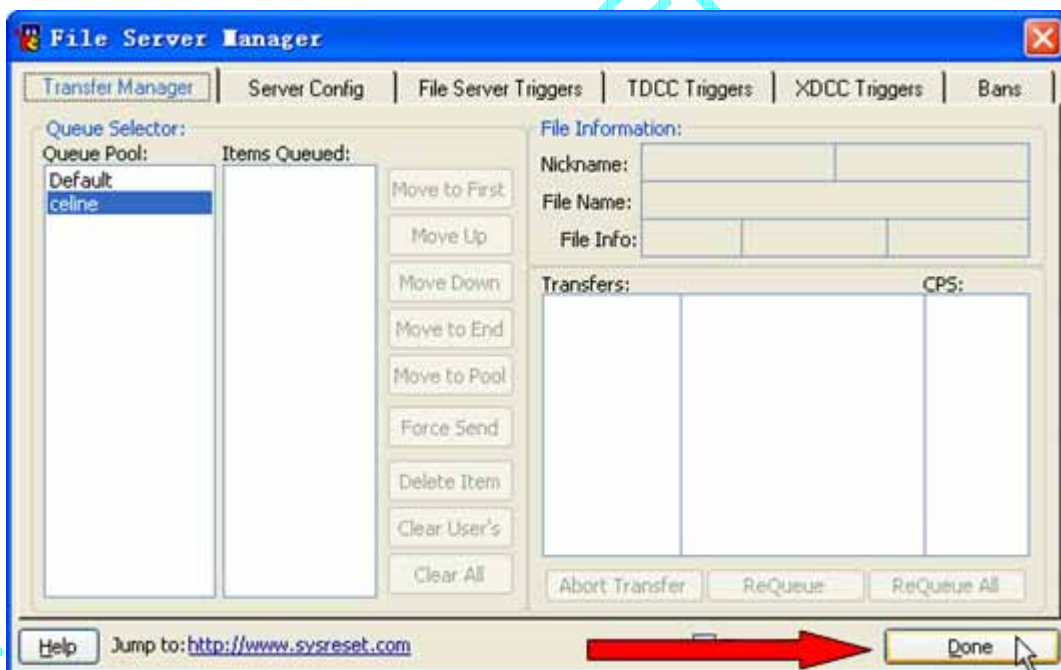 File Server Manager
Transfer Manager
Server Config
File Server Triggers
TDCC Triggers
XDCC Triggers
Bans
Queue Selector:
Queue Pool:
Items Queued:
Default
celine
Move to First
Move Up
Move Down
Move to End
Move to Pool
Force Send
Delete Item
Clear User's
Clear All
File Information:
Nickname:
File Name:
File Info:
Transfers:
CPS:
Abort Transfer
ReQueue
ReQueue All
Help
Jump to: http://www.sysreset.com
Done